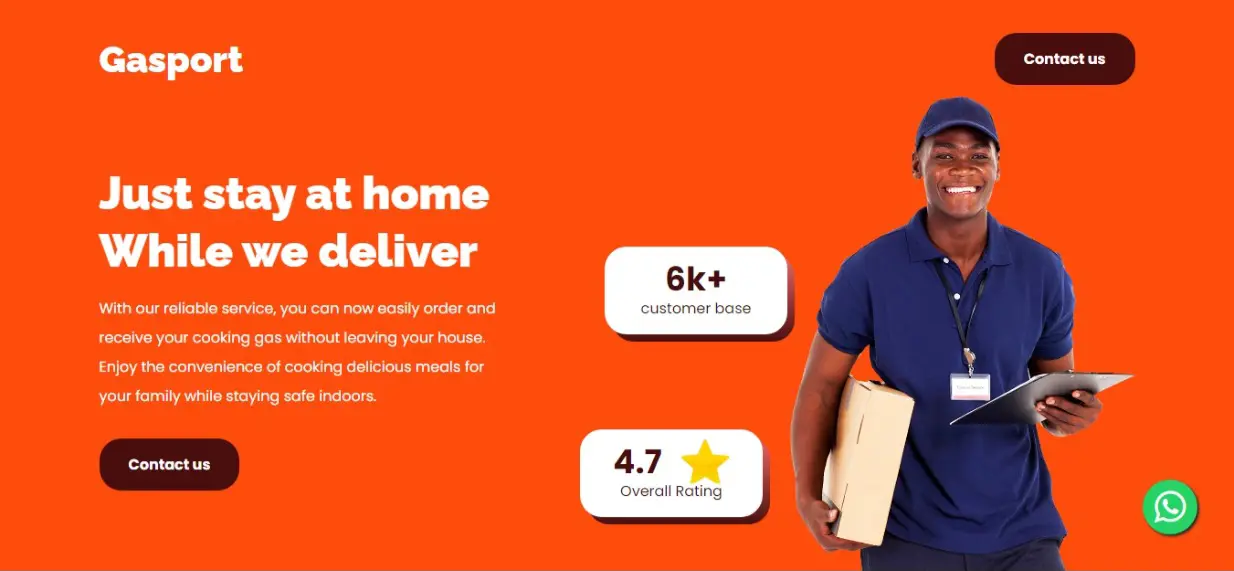 Gasport
Contact us
Just stay at home
While we deliver
With our reliable service, you can now easily order and
receive your cooking gas without leaving your house.
Enjoy the convenience of cooking delicious meals for
your family while staying safe indoors.
Contact us
6k+
customer base
4.7
Overall Rating